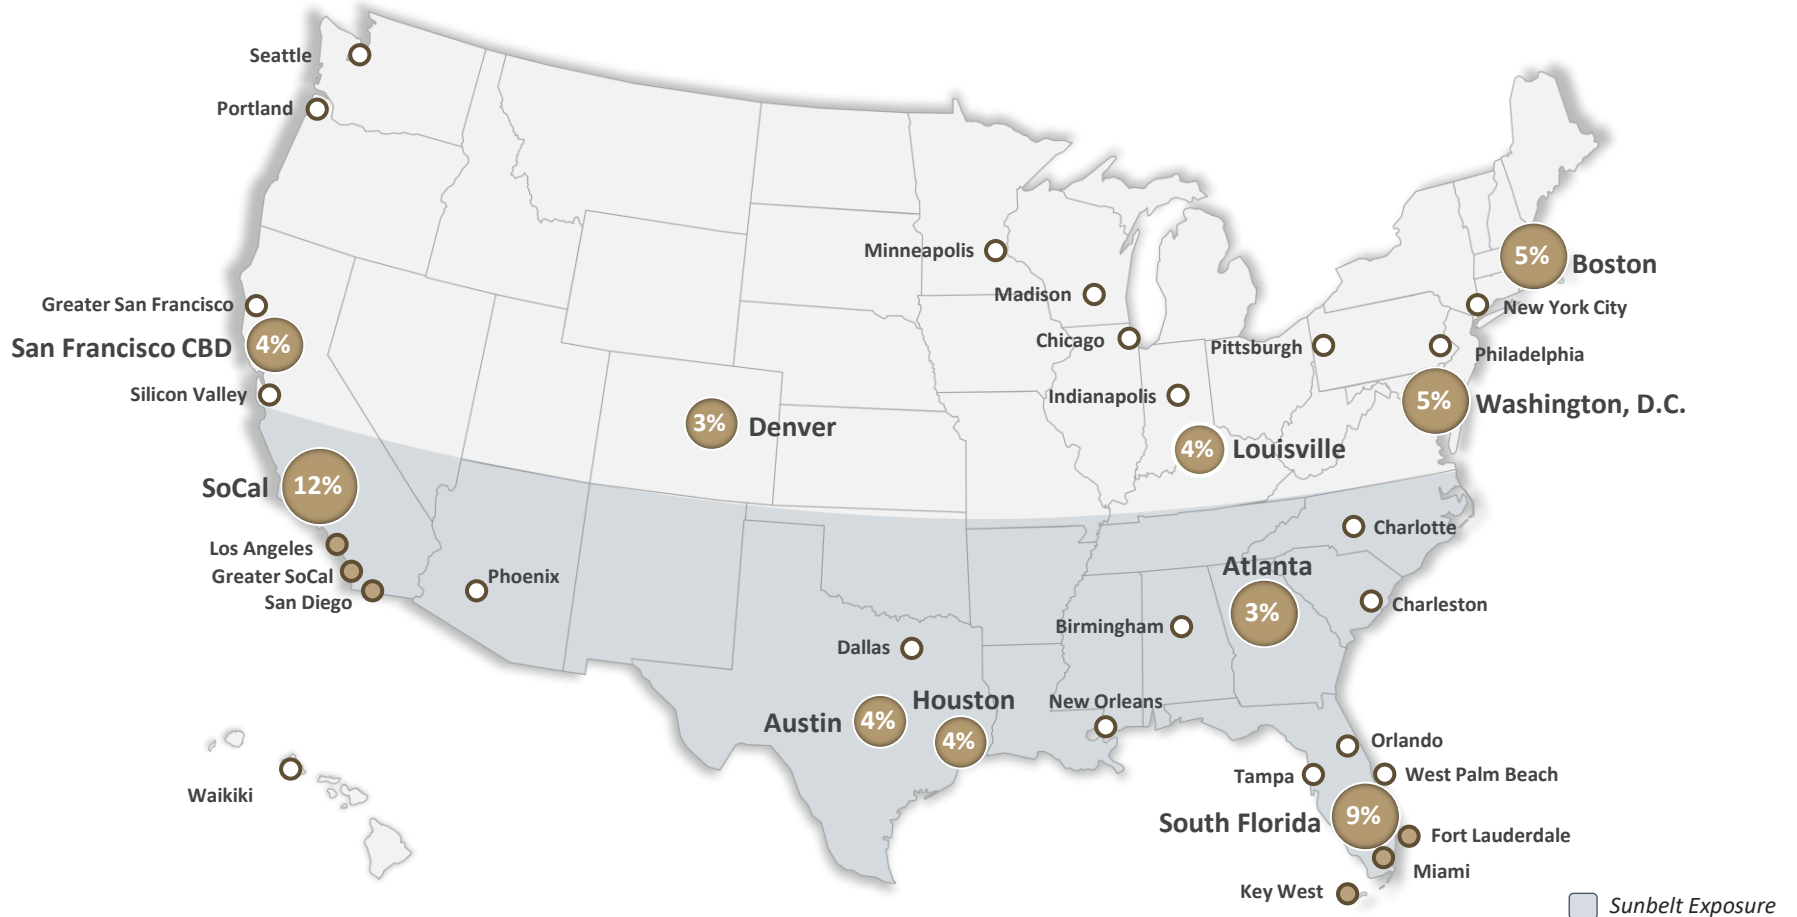 Seattle
Portland
Minneapolis
Madison
Chicago
Greater San Francisco
San Francisco CBD
4%
Silicon Valley
3%
Denver
Indianapolis
4%
Louisville
Pittsburgh
5%
Boston
New York City
Philadelphia
5%
Washington, D.C.
SoCal
12%
Los Angeles
Greater SoCal
San Diego
Phoenix
Charlotte
Atlanta
3%
Charleston
Birmingham
Dallas
Houston
4%
Austin
4%
New Orleans
Orlando
Tampa
West Palm Beach
South Florida
9%
Fort Lauderdale
Miami
Key West
Waikiki
Sunbelt Exposure